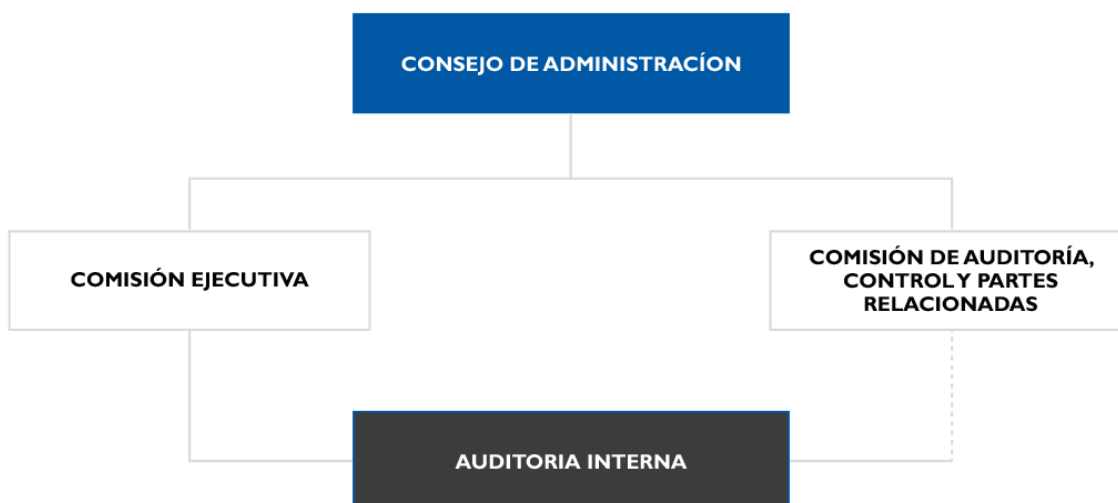 CONSEJO DE ADMINISTRACÍON
COMISIÓN EJECUTIVA
COMISIÓN DE AUDITORÍA,
CONTROL Y PARTES
RELACIONADAS
AUDITORIA INTERNA